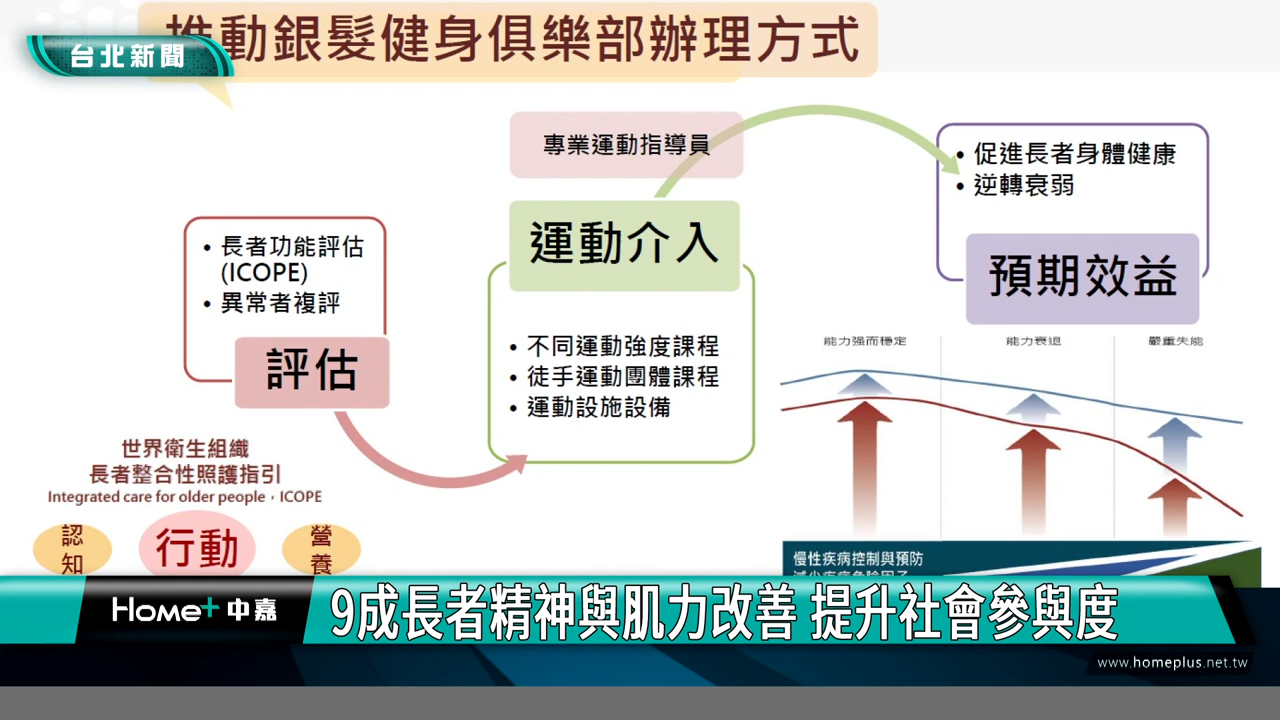 推動銀髮健身俱樂部辦理方式
台北新聞
專業運動指導員
運動介入
• 不同運動強度課程
• 徒手運動團體課程
• 運動設施設備
• 促進長者身體健康
• 逆轉衰弱
預期效益
• 長者功能評估
(ICOPE)
• 異常者複評
評估
世界衛生組織
長者整合性照護指引
Integrated care for older people，ICOPE
認知
行動
營養
能力强而稳定
能力衰退
嚴重失能
慢性疾病控制與預防
Home+中嘉
9成長者精神與肌力改善 提升社會參與度
www.homeplus.net.tw